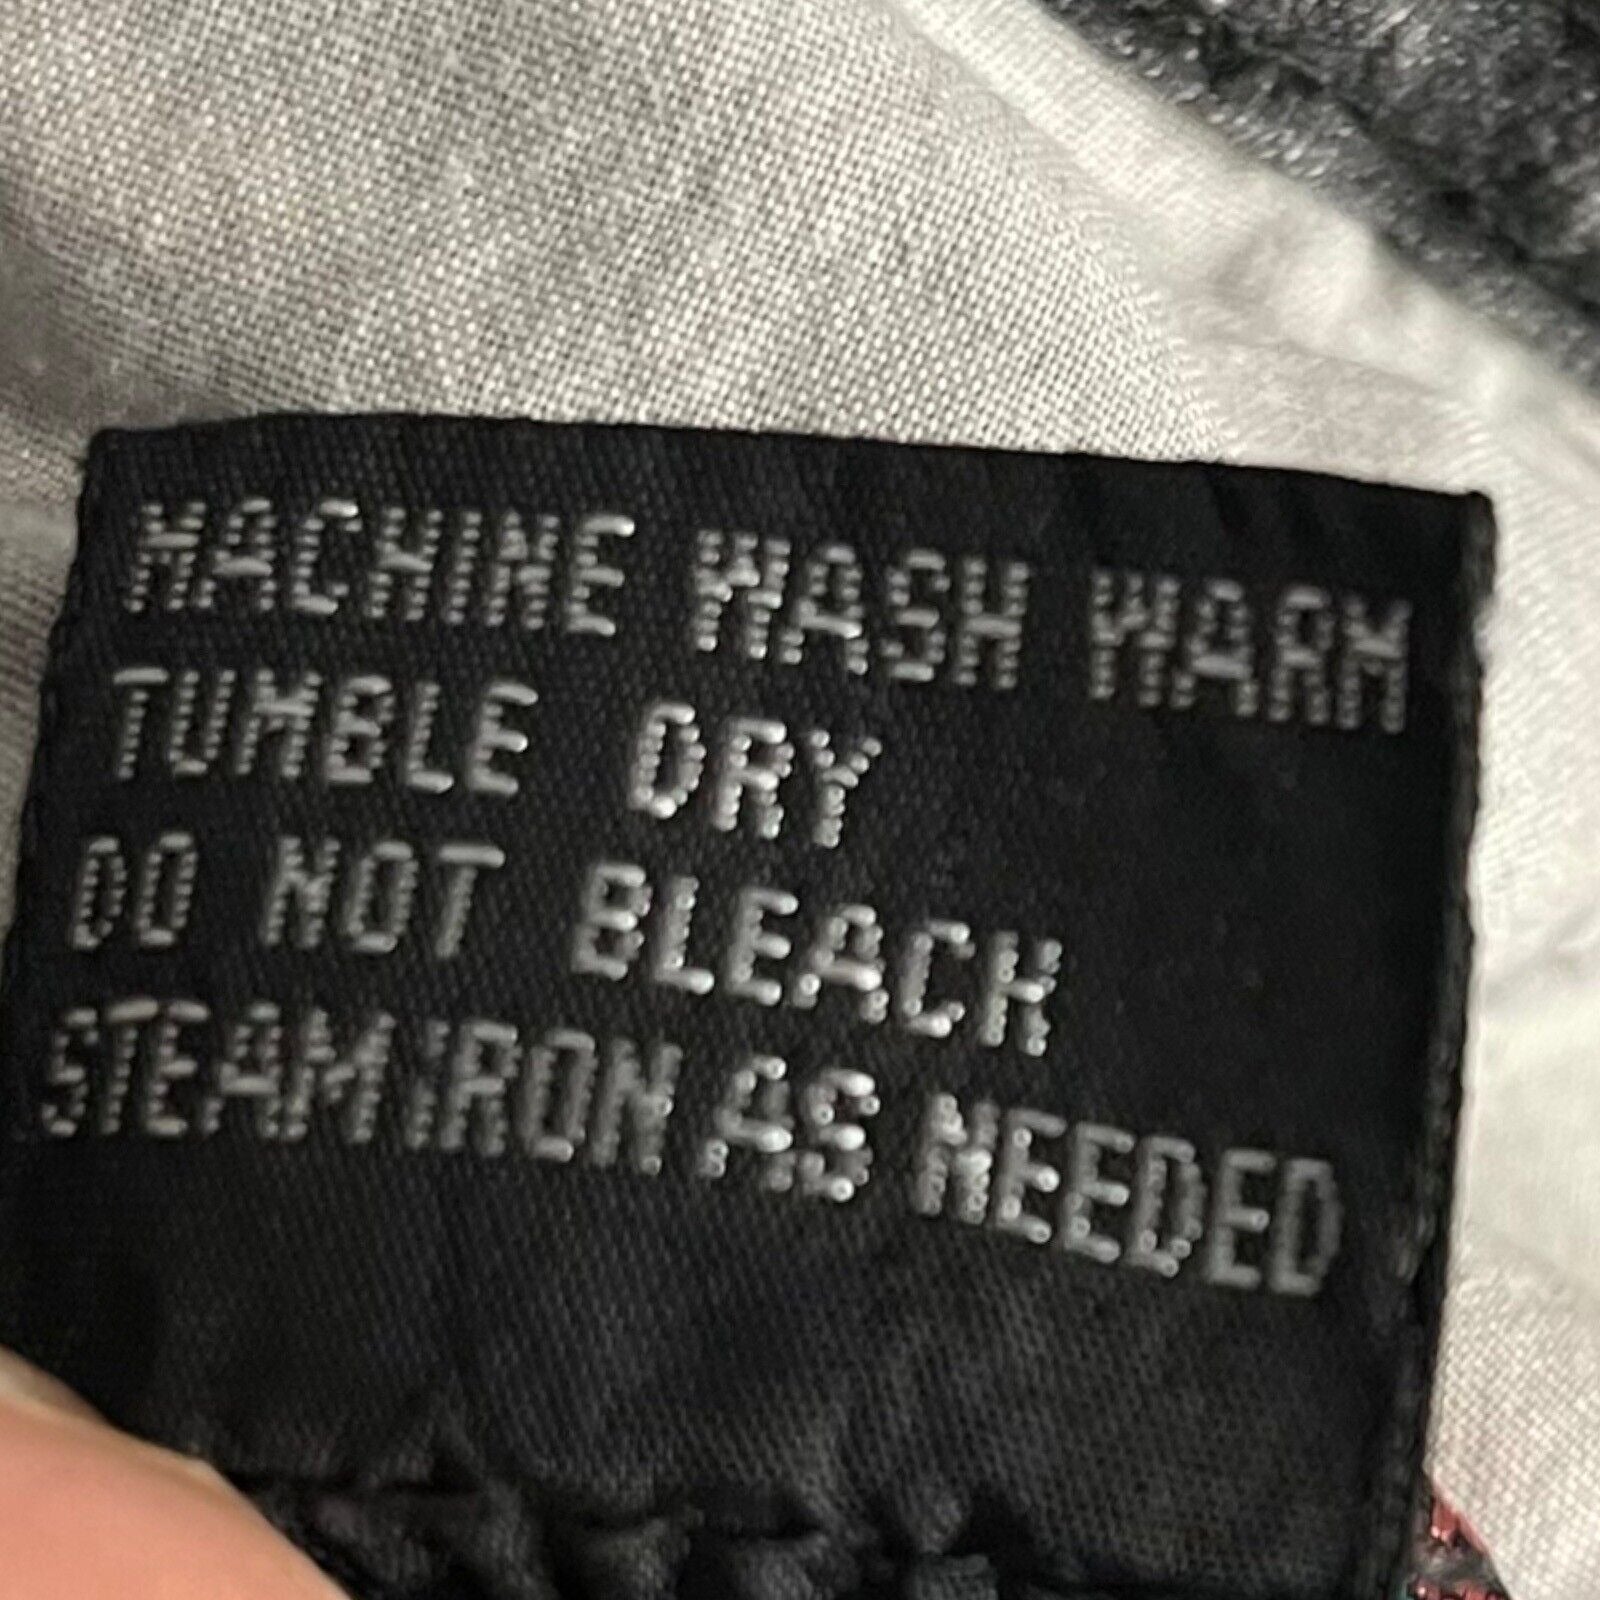 MACHINE WASH WARM
TUMBLE DRY
DO NOT BLEACH
STEAM IRON AS NEEDED